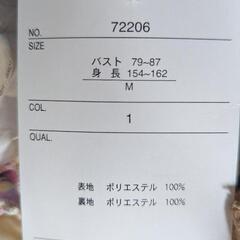 NO. 72206
SIZE
バスト 79~87
身長 154~162
M
COL.
1
QUAL.
表地 ポリエステル 100%
裏地 ポリエステル 100%